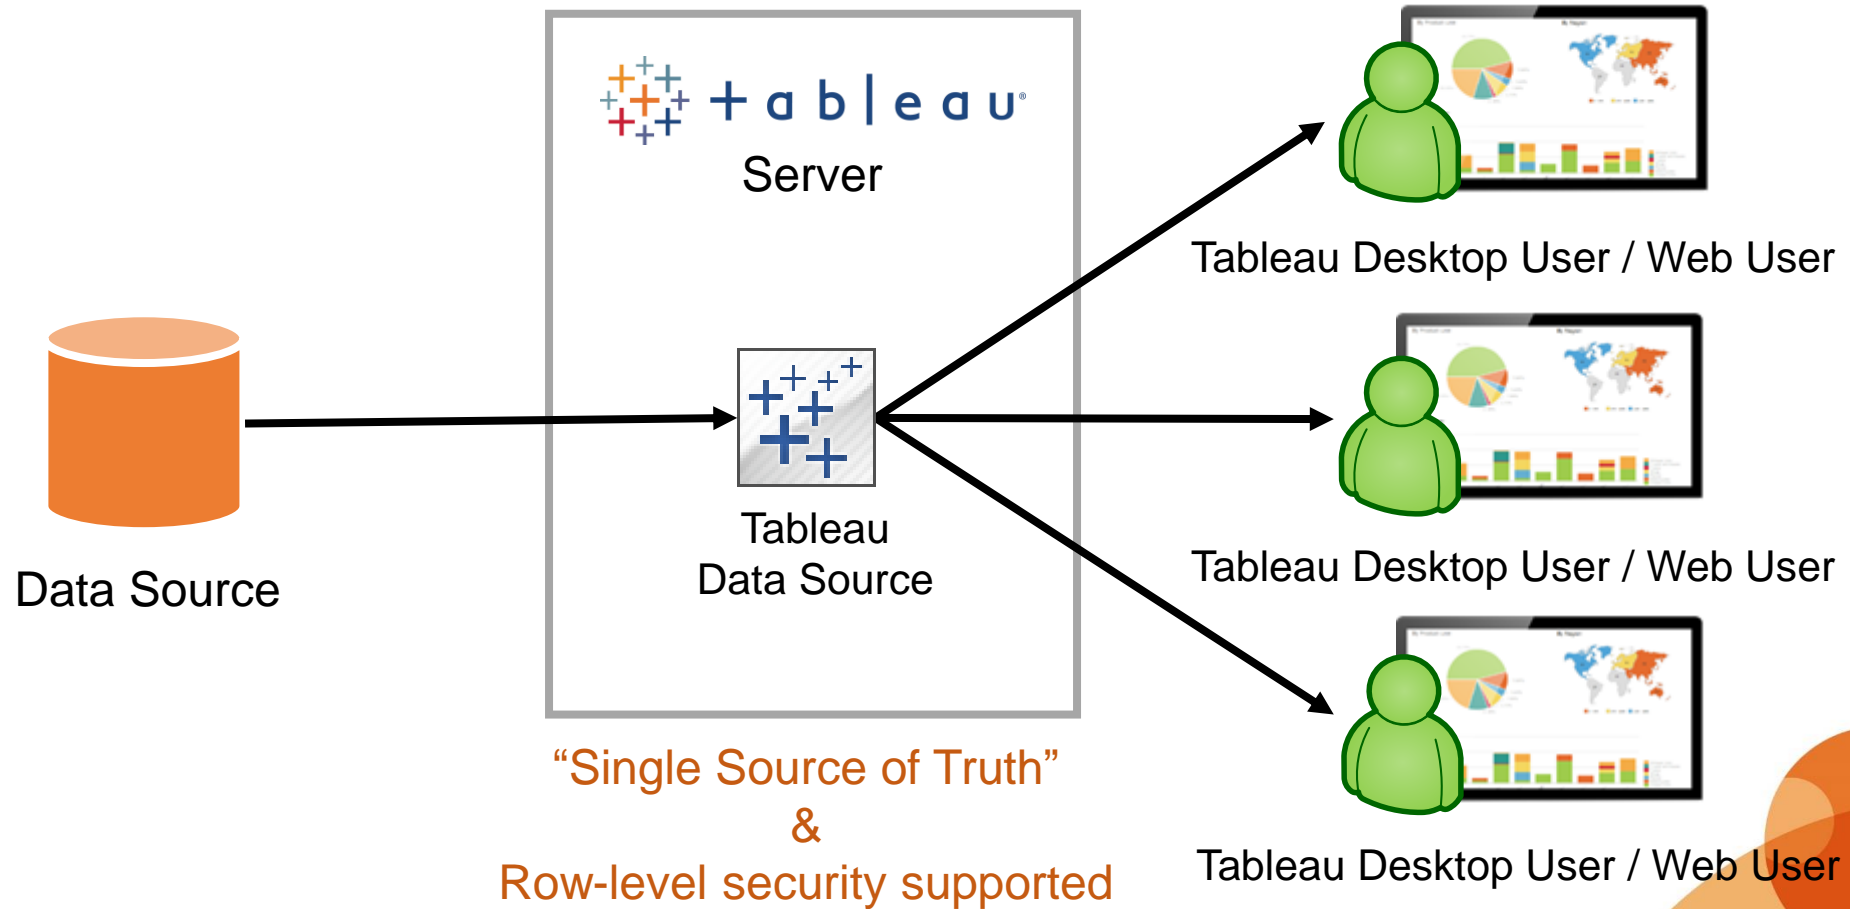 +ableau®
Server
Tableau Desktop User / Web User
Tableau
Data Source
Data Source
Tableau Desktop User / Web User
“Single Source of Truth”
&
Row-level security supported
Tableau Desktop User / Web User